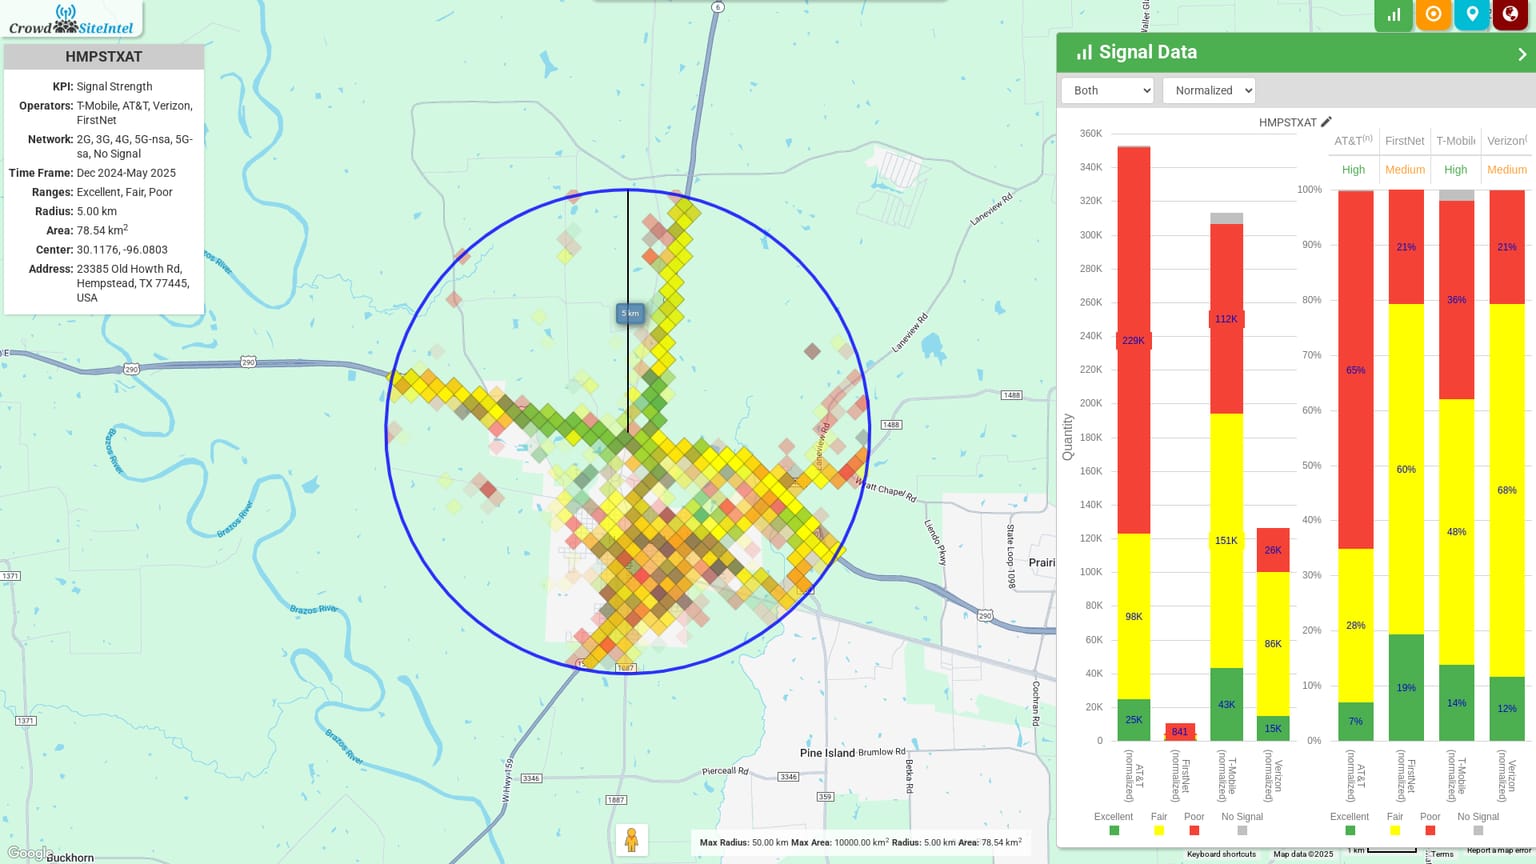 Crowd SiteIntel
HMPSTXAT
KPI: Signal Strength
Operators: T-Mobile, AT&T, Verizon,
FirstNet
Network: 2G, 3G, 4G, 5G-nsa, 5G-
sa, No Signal
Time Frame: Dec 2024-May 2025
Ranges: Excellent, Fair, Poor
Radius: 5.00 km
Area: 78.54 km2
Center: 30.1176, -96.0803
Address: 23385 Old Howth Rd,
Hempstead, TX 77445,
USA
6
Laneview Rd
Laneview Rd
Laneview Rd
5 km
290
290
1488
1488
Wyatt Chapel Rd
Liendo Pkwy
State Loop 1098
Prairi
290
Brazos River
Brazos River
Brazos River
Brazos River
1371
1371
1887
Cochran Rd
Pine Island
Brumlow Rd
Pierceall Rd
Betka Rd
3346
3346
359
1887
W Hwy 159
Buckhorn
Google
Max Radius: 50.00 km Max Area: 10000.00 km2 Radius: 5.00 km Area: 78.54 km2
Signal Data
Both
Normalized
HMPSTXAT
Quantity
360K
340K
320K
300K
280K
260K
240K
220K
200K
180K
160K
140K
120K
100K
80K
60K
40K
20K
0
229K
98K
25K
841
112K
151K
43K
26K
86K
15K
AT&T
(normalized)
FirstNet
(normalized)
T-Mobile
(normalized)
Verizon
(normalized)
Excellent Fair Poor No Signal
AT&T(n) FirstNet T-Mobile Verizon(
High Medium High Medium
100%
90%
80%
70%
60%
50%
40%
30%
20%
10%
0%
65%
28%
7%
21%
60%
19%
36%
48%
14%
21%
68%
12%
AT&T
(normalized)
FirstNet
(normalized)
T-Mobile
(normalized)
Verizon
(normalized)
Excellent Fair Poor No Signal
Keyboard shortcuts Map data ©2025 1 km Terms Report a map error